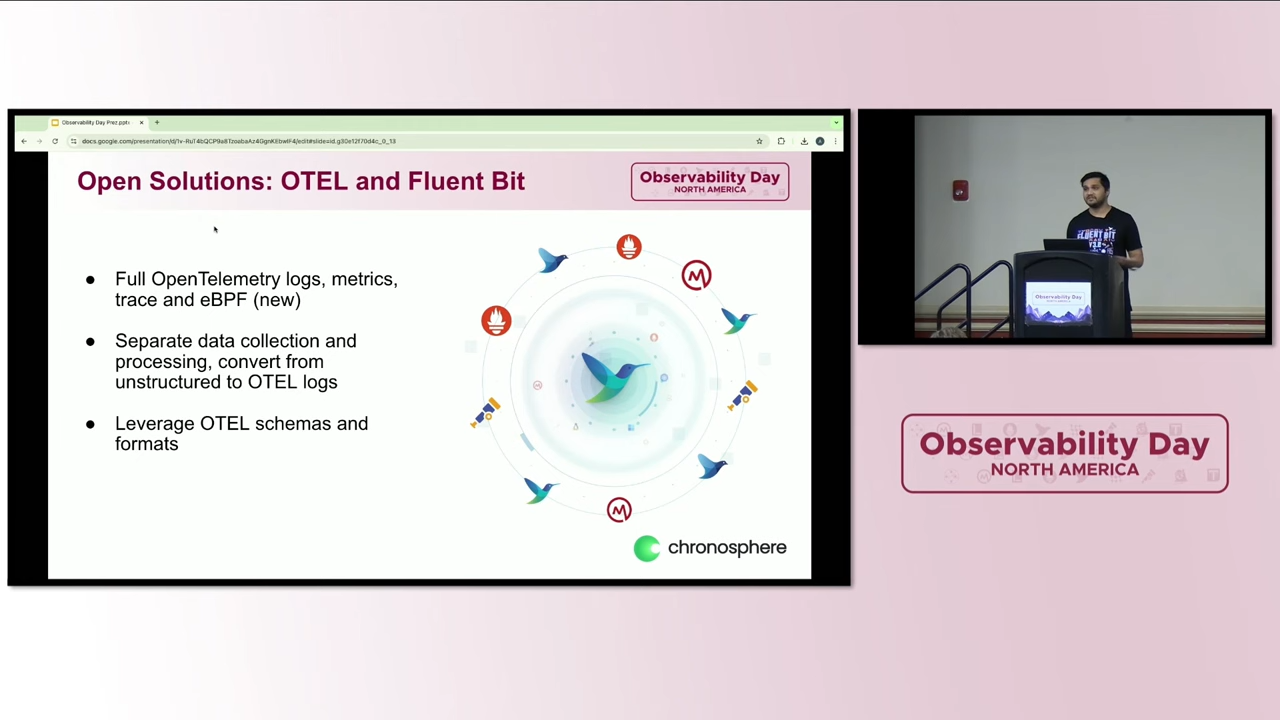 Observability Day Prez.pptx
Open Solutions: OTEL and Fluent Bit
Observability Day
NORTH AMERICA
● Full OpenTelemetry logs, metrics,
trace and eBPF (new)
● Separate data collection and
processing, convert from
unstructured to OTEL logs
● Leverage OTEL schemas and
formats
chronosphere
FLUENT BIT
Observability Day
Observability Day
NORTH AMERICA